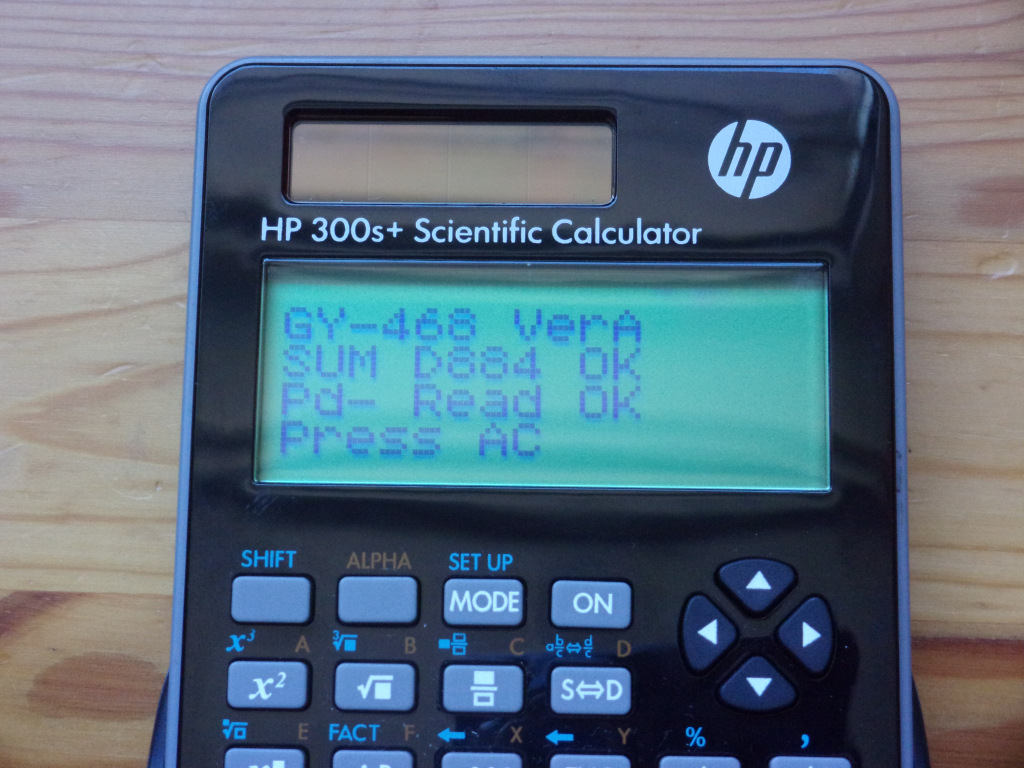 hp
HP 300s+ Scientific Calculator
GY-468 VerA
SUM D884 OK
Pd- Read OK
Press AC
SHIFT ALPHA SET UP
MODE ON
x³ A ³√■ B C a b/c⇔d/c D
x² √■ S⇔D
E FACT F X Y % ,